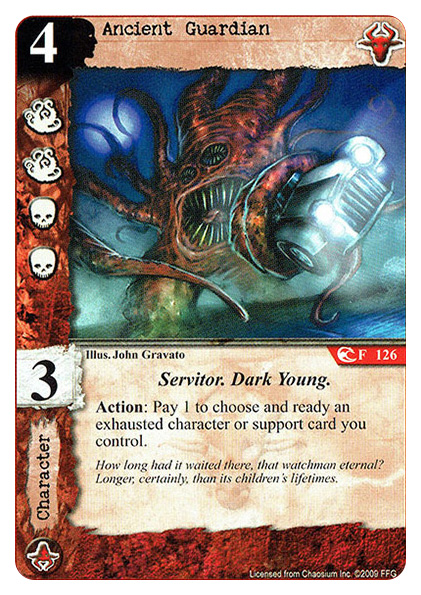 4
Ancient Guardian
Illus. John Gravato
F 126
3
Servitor. Dark Young.
Action: Pay 1 to choose and ready an
exhausted character or support card you
control.
How long had it waited there, that watchman eternal?
Longer, certainly, than its children's lifetimes.
Character
Licensed from Chaosium Inc. ©2009 FFG